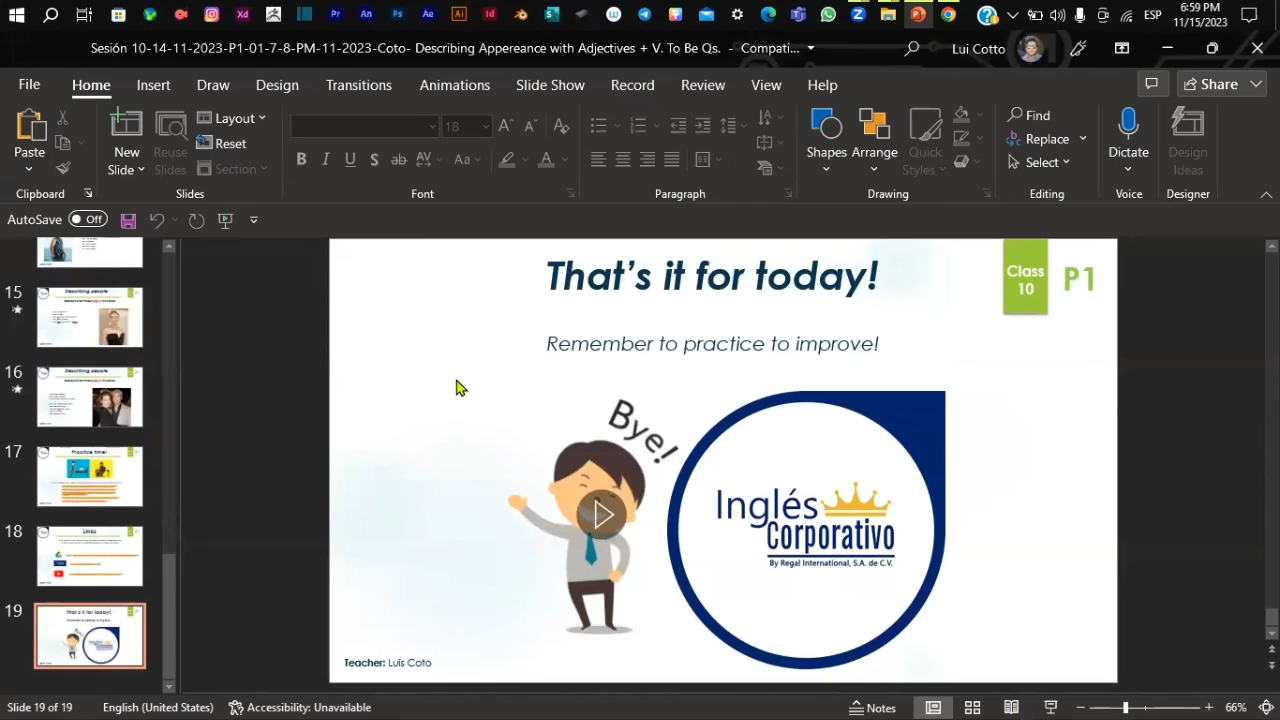 6:59 PM
ESP
11/15/2023
Sesión 10-14-11-2023-P1-01-7-8-PM-11-2023-Coto- Describing Appereance with Adjectives + V. To Be Qs. - Compati...
Lui Cotto
File Home Insert Draw Design Transitions Animations Slide Show Record Review View Help
Share
Paste
New Slide
Reuse Slides
Layout
Reset
Section
18
Shapes
Arrange
Quick Styles
Find
Replace
Select
Dictate
Design Ideas
Clipboard Slides Font Paragraph Drawing Editing Voice Designer
AutoSave Off
15
Describing people
16
Describing people
17
Practice time!
18
Links
19
That's it for today!
That's it for today!
Class 10
P1
Remember to practice to improve!
Bye!
Inglés
Corporativo
By Regal International, S.A. de C.V.
Teacher: Luis Coto
Slide 19 of 19
English (United States)
Accessibility: Unavailable
Notes
66%